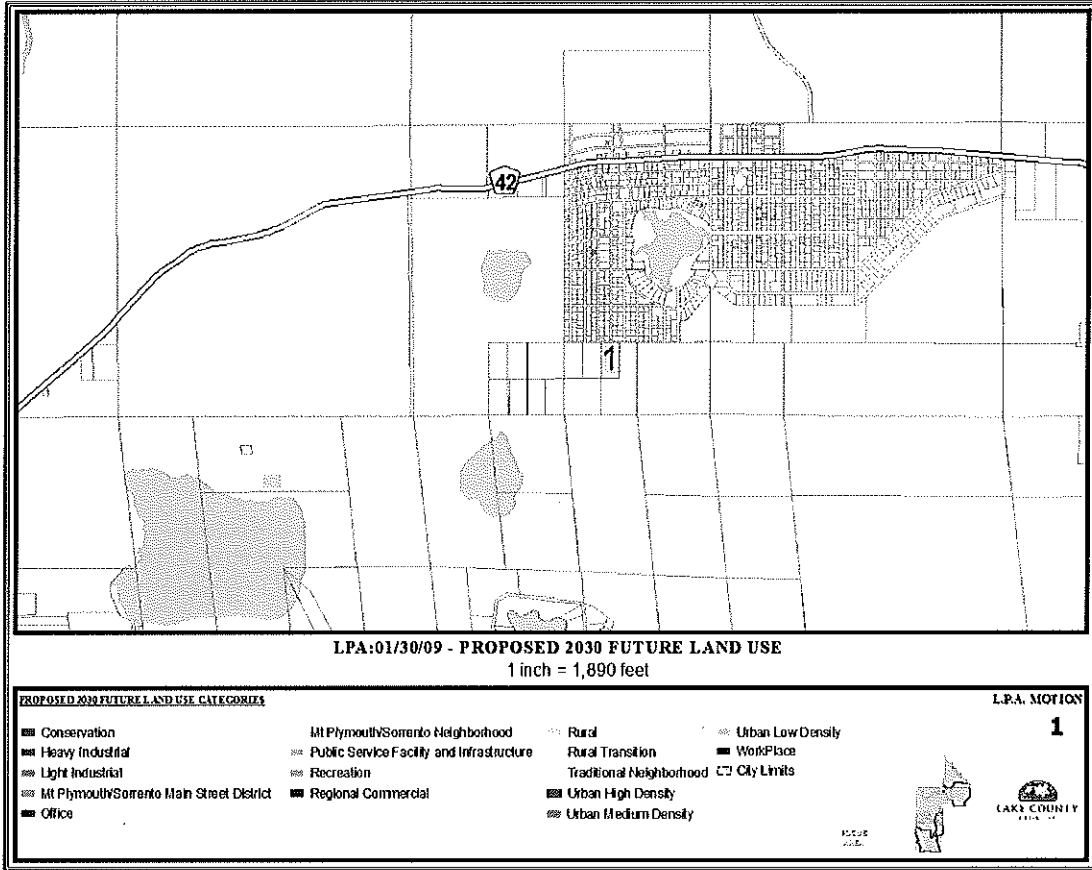 42
1
LPA:01/30/09 - PROPOSED 2030 FUTURE LAND USE
1 inch = 1,890 feet
PROPOSED 2030 FUTURE LAND USE CATEGORIES
Conservation
Heavy Industrial
Light Industrial
Mt Plymouth/Sorrento Main Street District
Office
Mt Plymouth/Sorrento Neighborhood
Public Service Facility and Infrastructure
Recreation
Regional Commercial
Rural
Rural Transition
Traditional Neighborhood
Urban High Density
Urban Medium Density
Urban Low Density
WorkPlace
City Limits
L.P.A. MOTION
1
AREA
LAKE COUNTY